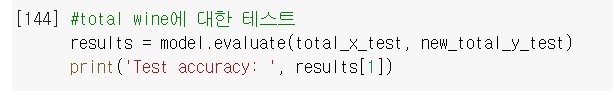 [144] #total wine에 대한 테스트
results = model.evaluate(total_x_test, new_total_y_test)
print('Test accuracy: ', results[1])